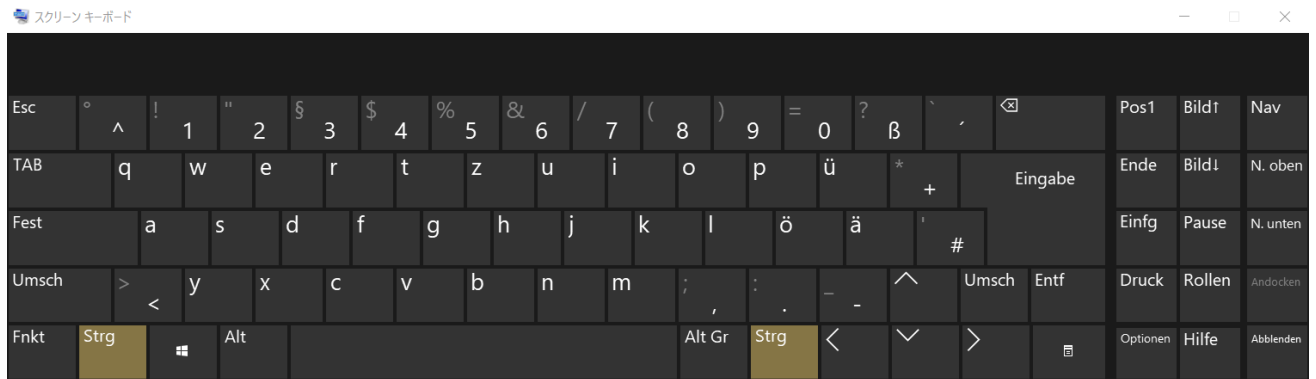 スクリーン キーボード
Esc ° ^ ! 1 " 2 § 3 $ 4 % 5 & 6 / 7 ( 8 ) 9 = 0 ? ß ` ´ Pos1 Bild↑ Nav
TAB q w e r t z u i o p ü * + Eingabe Ende Bild↓ N. oben
Fest a s d f g h j k l ö ä ' # Einfg Pause N. unten
Umsch > < y x c v b n m ; , : . _ - Umsch Entf Druck Rollen Andocken
Fnkt Strg Alt Alt Gr Strg Optionen Hilfe Abblenden